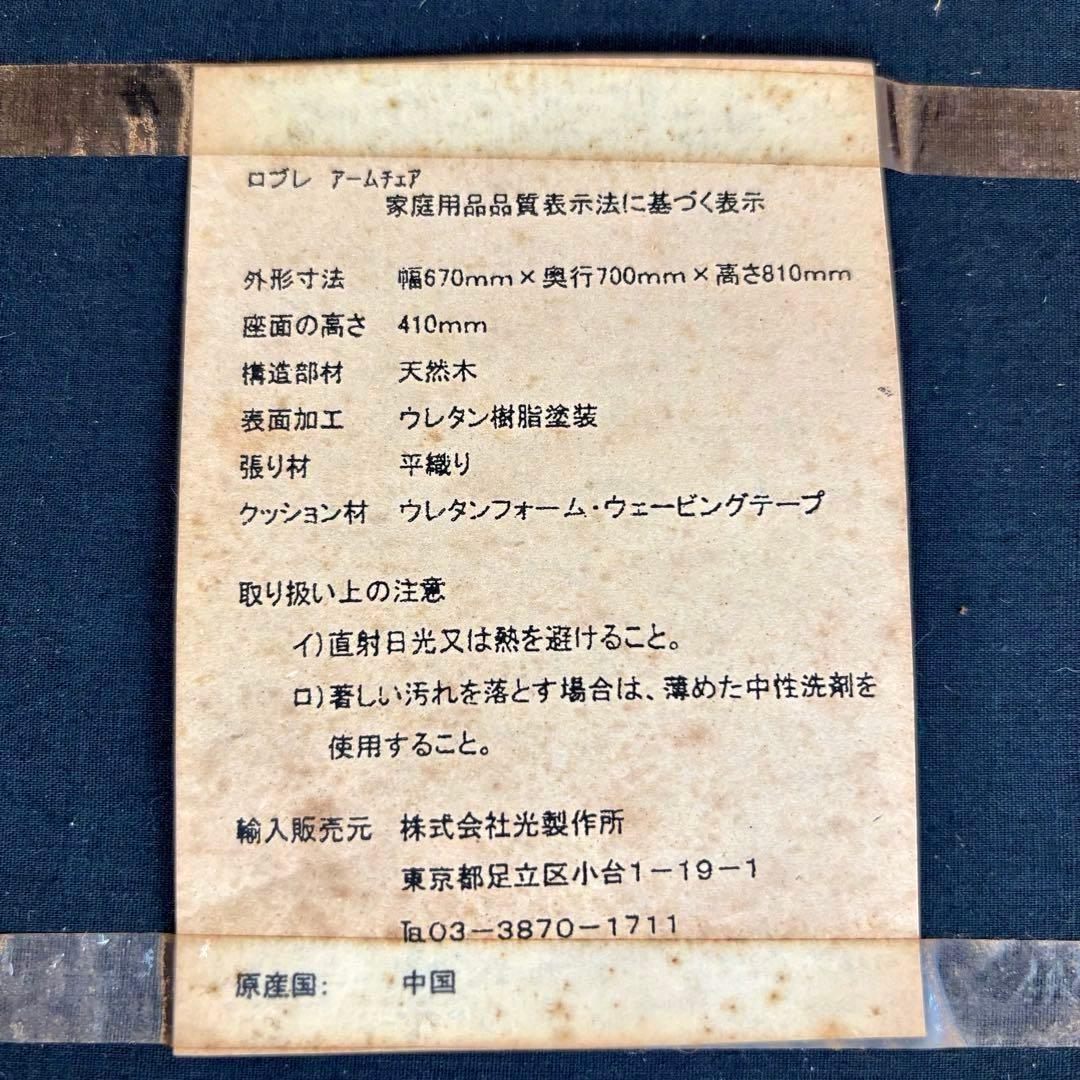 ロブレ アームチェア
家庭用品品質表示法に基づく表示
外形寸法 幅670mm×奥行700mm×高さ810mm
座面の高さ 410mm
構造部材 天然木
表面加工 ウレタン樹脂塗装
張り材 平織り
クッション材 ウレタンフォーム・ウェービングテープ
取り扱い上の注意
イ)直射日光又は熱を避けること。
ロ)著しい汚れを落とす場合は、薄めた中性洗剤を
使用すること。
輸入販売元 株式会社光製作所
東京都足立区小台1－19－1
℡03－3870－1711
原産国: 中国